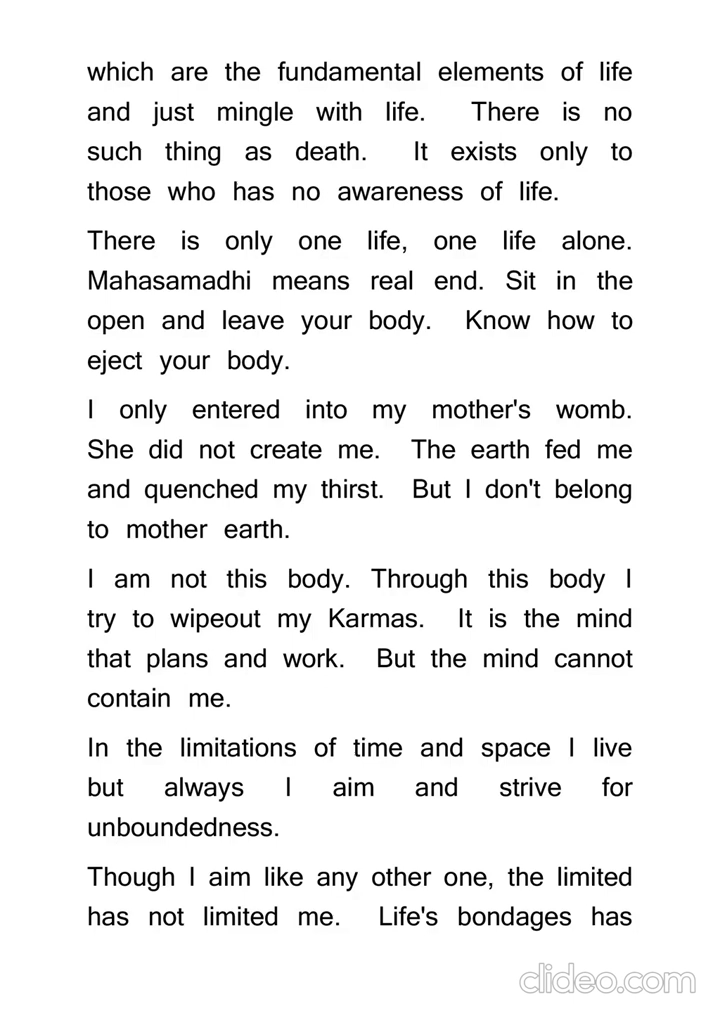 which are the fundamental elements of life
and just mingle with life. There is no
such thing as death. It exists only to
those who has no awareness of life.
There is only one life, one life alone.
Mahasamadhi means real end. Sit in the
open and leave your body. Know how to
eject your body.
I only entered into my mother's womb.
She did not create me. The earth fed me
and quenched my thirst. But I don't belong
to mother earth.
I am not this body. Through this body I
try to wipeout my Karmas. It is the mind
that plans and work. But the mind cannot
contain me.
In the limitations of time and space I live
but always I aim and strive for
unboundedness.
Though I aim like any other one, the limited
has not limited me. Life's bondages has
clideo.com